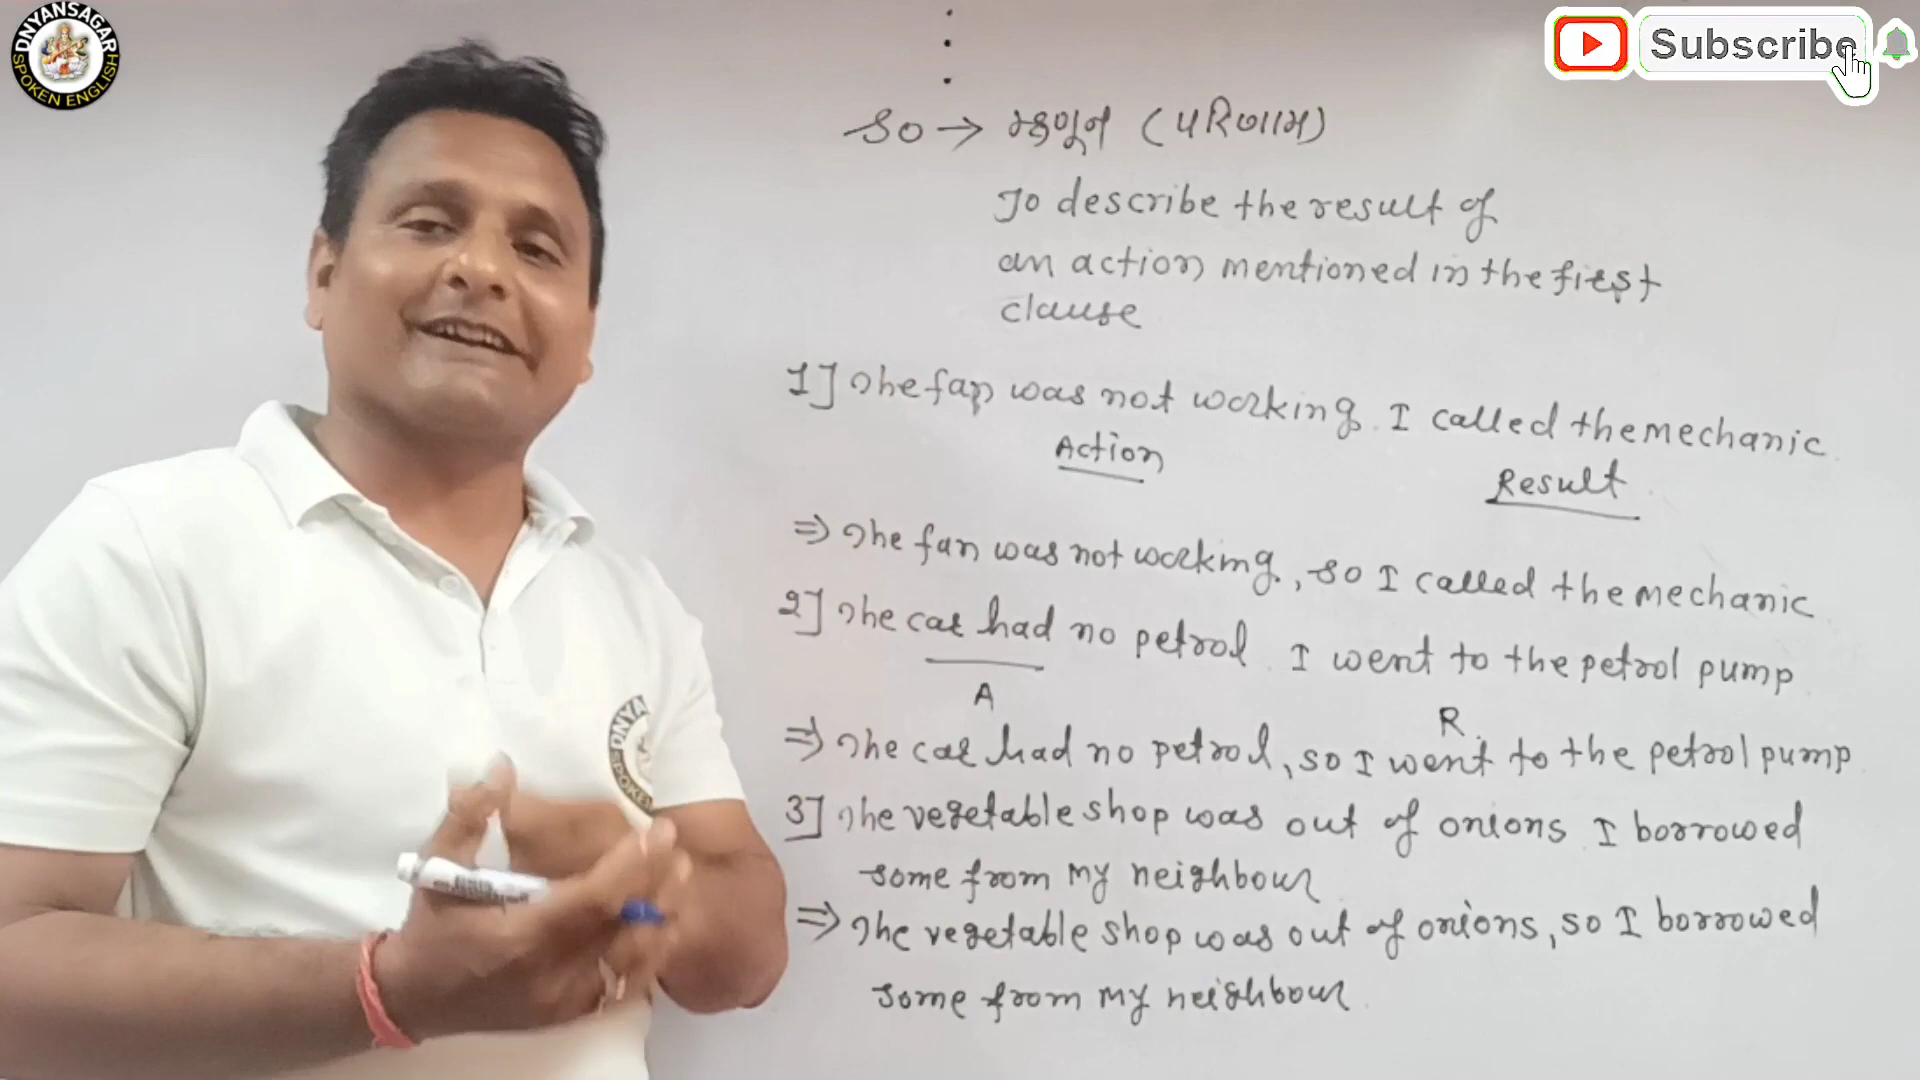 DNYANSAGAR
SPOKEN ENGLISH
Subscribe
so → म्हणून (परिणाम)
To describe the result of
an action mentioned in the first
clause
1] The fan was not working. I called the mechanic.
Action
Result
⇒ The fan was not working, so I called the mechanic
2] The car had no petrol. I went to the petrol pump
A
R
⇒ The car had no petrol, so I went to the petrol pump
3] The vegetable shop was out of onions I borrowed
some from my neighbour
⇒ The vegetable shop was out of onions, so I borrowed
some from my neighbour.
DNYA
SPOKEN